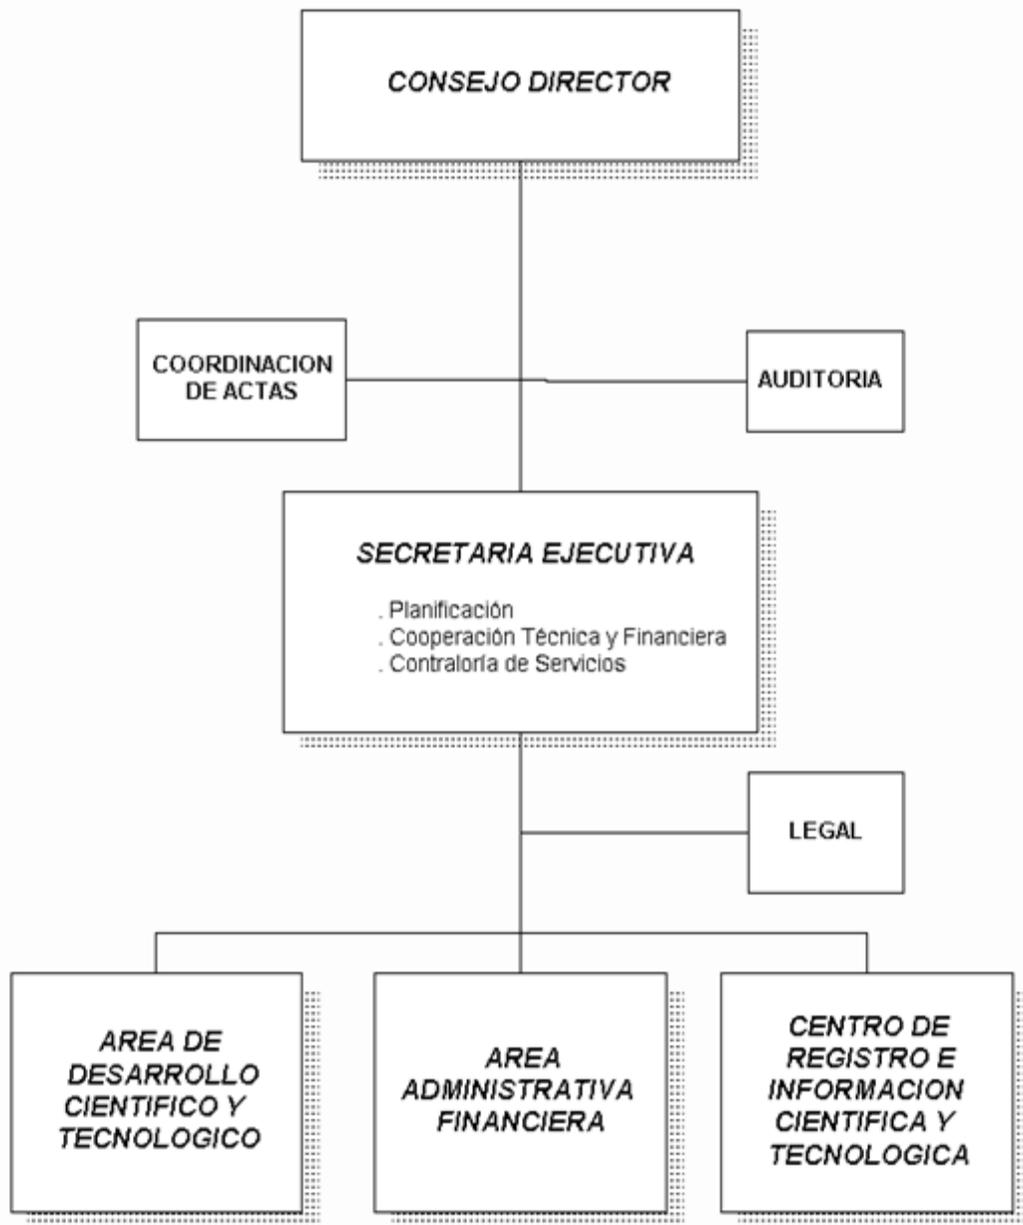 CONSEJO DIRECTOR
COORDINACION
DE ACTAS
AUDITORIA
SECRETARIA EJECUTIVA
. Planificación
. Cooperación Técnica y Financiera
. Contraloría de Servicios
LEGAL
AREA DE
DESARROLLO
CIENTIFICO Y
TECNOLOGICO
AREA
ADMINISTRATIVA
FINANCIERA
CENTRO DE
REGISTRO E
INFORMACION
CIENTIFICA Y
TECNOLOGICA